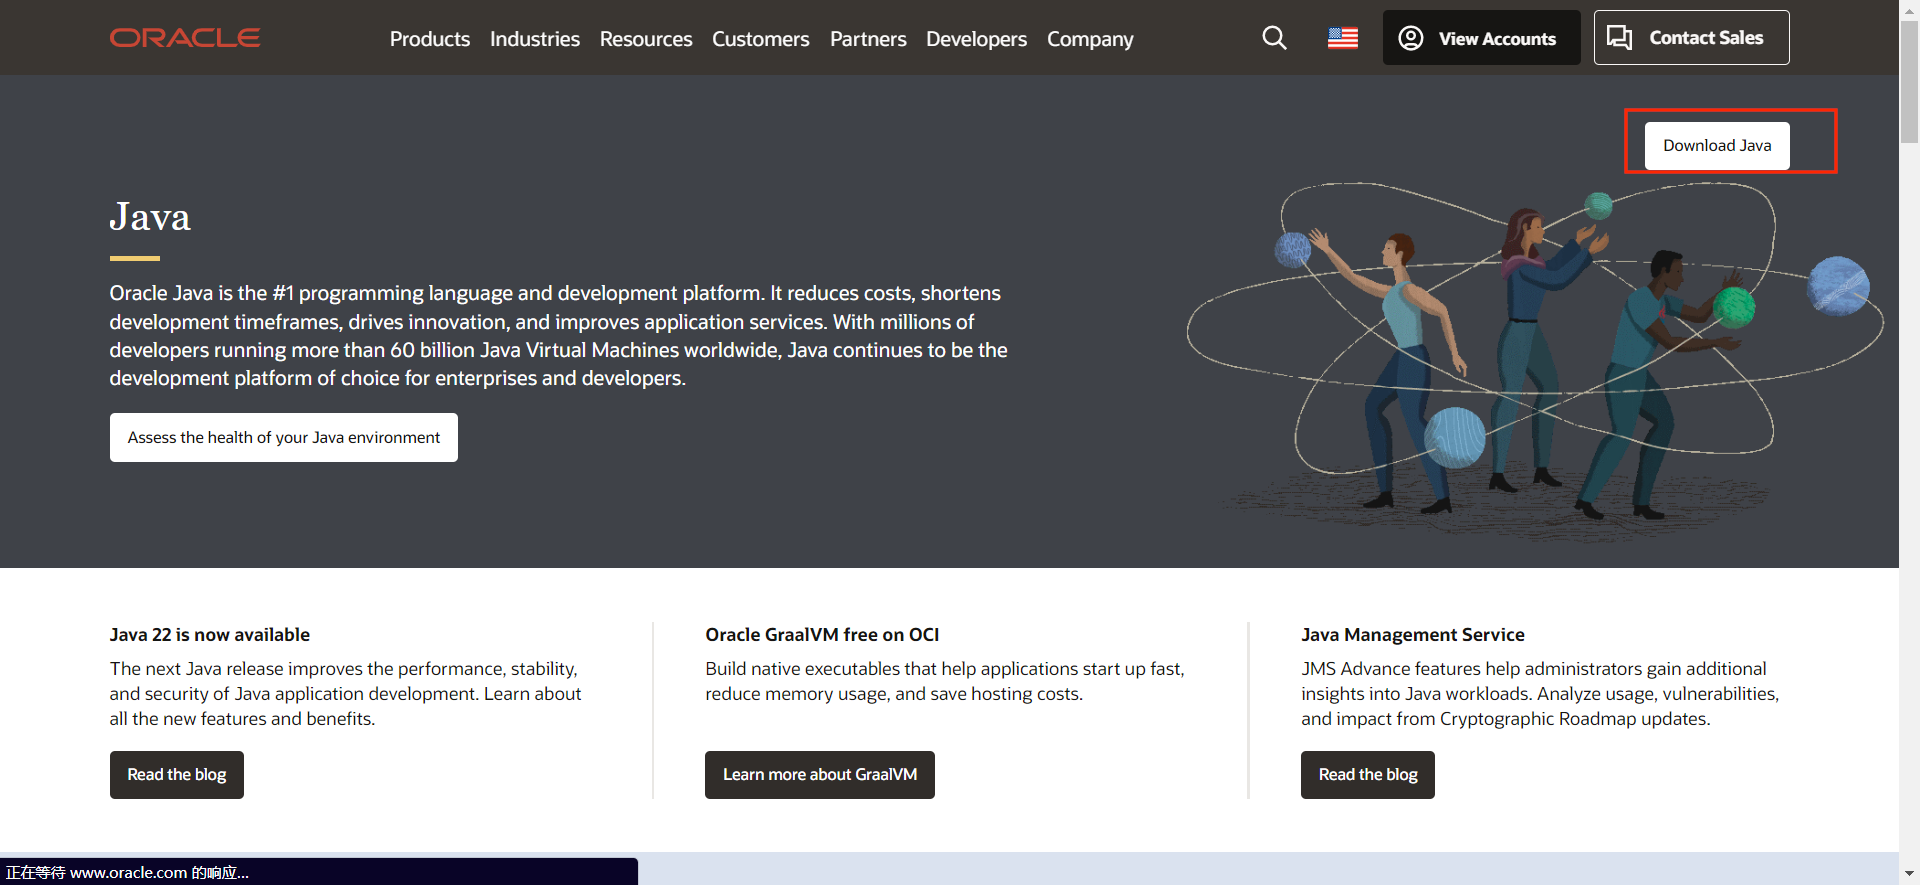 ORACLE
Products Industries Resources Customers Partners Developers Company
View Accounts
Contact Sales
Download Java
Java
Oracle Java is the #1 programming language and development platform. It reduces costs, shortens
development timeframes, drives innovation, and improves application services. With millions of
developers running more than 60 billion Java Virtual Machines worldwide, Java continues to be the
development platform of choice for enterprises and developers.
Assess the health of your Java environment
Java 22 is now available
The next Java release improves the performance, stability,
and security of Java application development. Learn about
all the new features and benefits.
Read the blog
Oracle GraalVM free on OCI
Build native executables that help applications start up fast,
reduce memory usage, and save hosting costs.
Learn more about GraalVM
Java Management Service
JMS Advance features help administrators gain additional
insights into Java workloads. Analyze usage, vulnerabilities,
and impact from Cryptographic Roadmap updates.
Read the blog
正在等待 www.oracle.com 的响应...